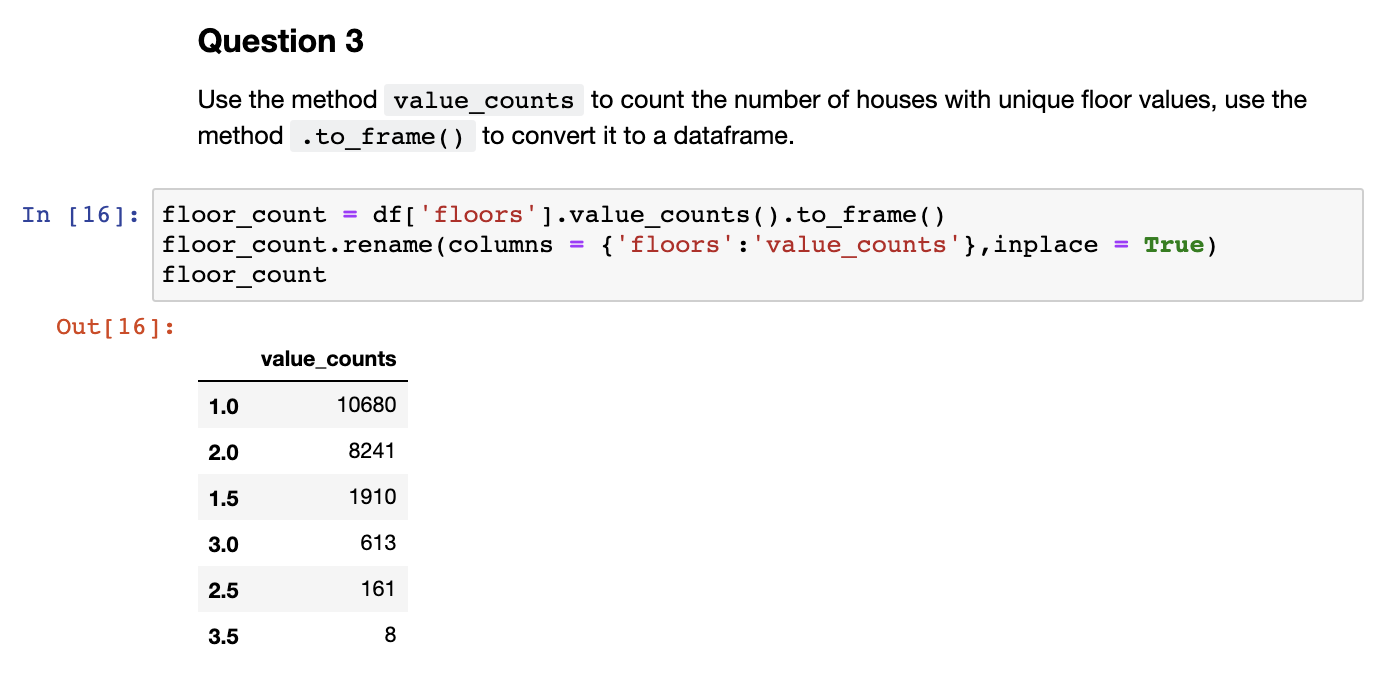 Question 3
Use the method value_counts to count the number of houses with unique floor values, use the
method .to_frame() to convert it to a dataframe.
In [16]: floor_count = df['floors'].value_counts().to_frame()
floor_count.rename(columns = {'floors':'value_counts'},inplace = True)
floor_count
Out[16]:
value_counts
1.0 10680
2.0 8241
1.5 1910
3.0 613
2.5 161
3.5 8